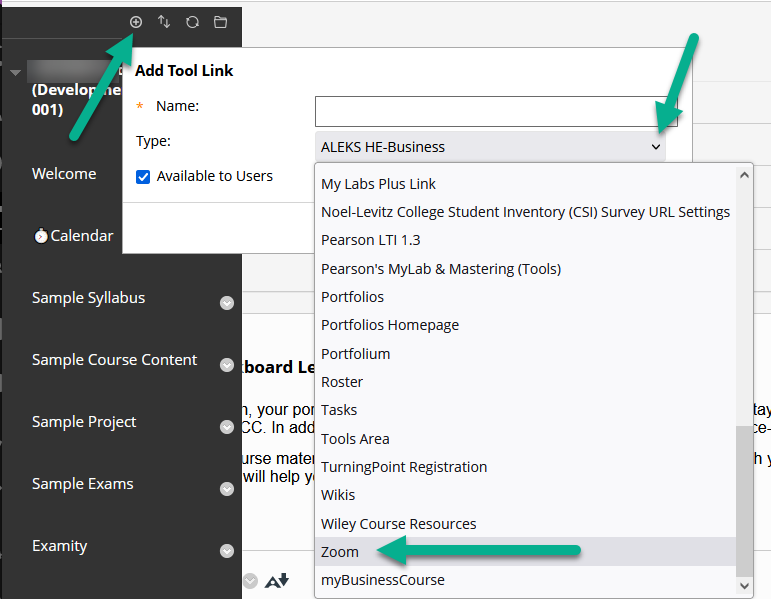 Add Tool Link
(Developme
001)
* Name:
Type:
ALEKS HE-Business
Available to Users
Welcome
Calendar
Sample Syllabus
Sample Course Content
Sample Project
Sample Exams
Examity
My Labs Plus Link
Noel-Levitz College Student Inventory (CSI) Survey URL Settings
Pearson LTI 1.3
Pearson's MyLab & Mastering (Tools)
Portfolios
Portfolios Homepage
Portfolium
Roster
Tasks
Tools Area
TurningPoint Registration
Wikis
Wiley Course Resources
Zoom
myBusinessCourse
kboard Le
n, your por
tay
CC. In add
ce-
urse mater
h y
will help y